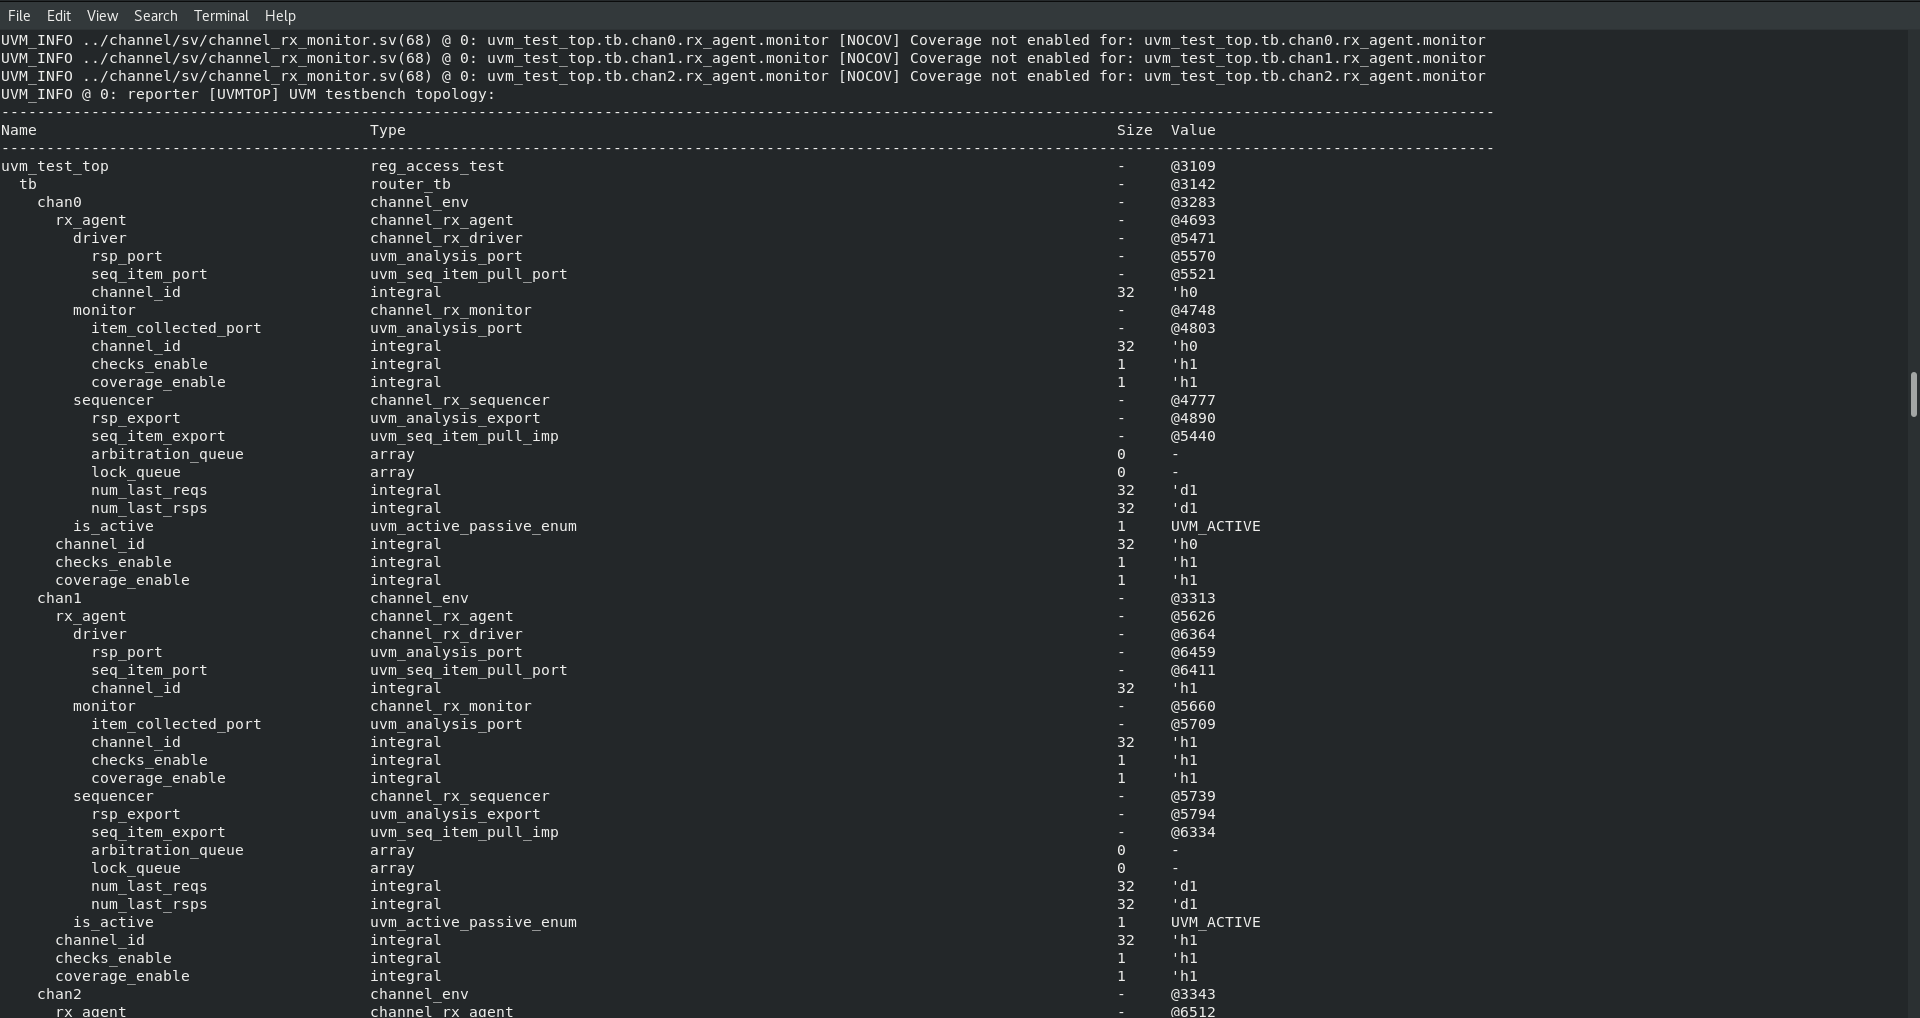 File Edit View Search Terminal Help
UVM_INFO ../channel/sv/channel_rx_monitor.sv(68) @ 0: uvm_test_top.tb.chan0.rx_agent.monitor [NOCOV] Coverage not enabled for: uvm_test_top.tb.chan0.rx_agent.monitor
UVM_INFO ../channel/sv/channel_rx_monitor.sv(68) @ 0: uvm_test_top.tb.chan1.rx_agent.monitor [NOCOV] Coverage not enabled for: uvm_test_top.tb.chan1.rx_agent.monitor
UVM_INFO ../channel/sv/channel_rx_monitor.sv(68) @ 0: uvm_test_top.tb.chan2.rx_agent.monitor [NOCOV] Coverage not enabled for: uvm_test_top.tb.chan2.rx_agent.monitor
UVM_INFO @ 0: reporter [UVMTOP] UVM testbench topology:
----------------------------------------------------------------------------------------------------------------------------------------------------------------------
Name Type Size Value
----------------------------------------------------------------------------------------------------------------------------------------------------------------------
uvm_test_top reg_access_test - @3109
tb router_tb - @3142
chan0 channel_env - @3283
rx_agent channel_rx_agent - @4693
driver channel_rx_driver - @5471
rsp_port uvm_analysis_port - @5570
seq_item_port uvm_seq_item_pull_port - @5521
channel_id integral 32 'h0
monitor channel_rx_monitor - @4748
item_collected_port uvm_analysis_port - @4803
channel_id integral 32 'h0
checks_enable integral 1 'h1
coverage_enable integral 1 'h1
sequencer channel_rx_sequencer - @4777
rsp_export uvm_analysis_export - @4890
seq_item_export uvm_seq_item_pull_imp - @5440
arbitration_queue array 0 -
lock_queue array 0 -
num_last_reqs integral 32 'd1
num_last_rsps integral 32 'd1
is_active uvm_active_passive_enum 1 UVM_ACTIVE
channel_id integral 32 'h0
checks_enable integral 1 'h1
coverage_enable integral 1 'h1
chan1 channel_env - @3313
rx_agent channel_rx_agent - @5626
driver channel_rx_driver - @6364
rsp_port uvm_analysis_port - @6459
seq_item_port uvm_seq_item_pull_port - @6411
channel_id integral 32 'h1
monitor channel_rx_monitor - @5660
item_collected_port uvm_analysis_port - @5709
channel_id integral 32 'h1
checks_enable integral 1 'h1
coverage_enable integral 1 'h1
sequencer channel_rx_sequencer - @5739
rsp_export uvm_analysis_export - @5794
seq_item_export uvm_seq_item_pull_imp - @6334
arbitration_queue array 0 -
lock_queue array 0 -
num_last_reqs integral 32 'd1
num_last_rsps integral 32 'd1
is_active uvm_active_passive_enum 1 UVM_ACTIVE
channel_id integral 32 'h1
checks_enable integral 1 'h1
coverage_enable integral 1 'h1
chan2 channel_env - @3343
rx_agent channel_rx_agent - @6512